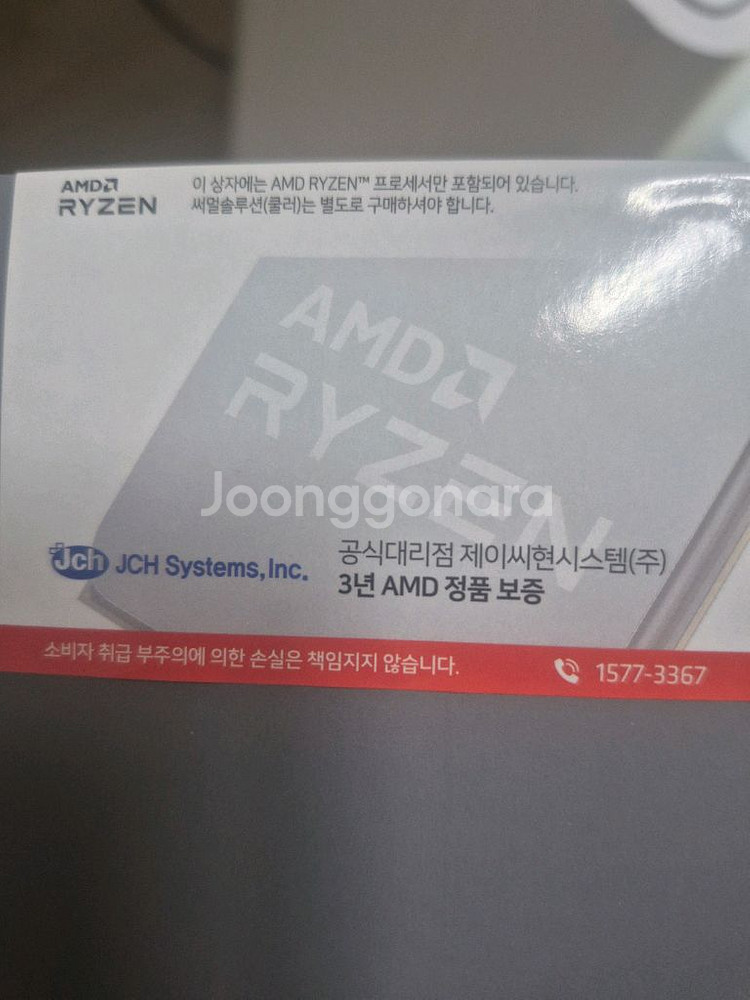 AMD
RYZEN
이 상자에는 AMD RYZEN™ 프로세서만 포함되어 있습니다.
써멀솔루션(쿨러)는 별도로 구매하셔야 합니다.
AMD
RYZEN
Joonggonara
Jch JCH Systems, Inc.
공식대리점 제이씨현시스템(주)
3년 AMD 정품 보증
소비자 취급 부주의에 의한 손실은 책임지지 않습니다.
1577-3367